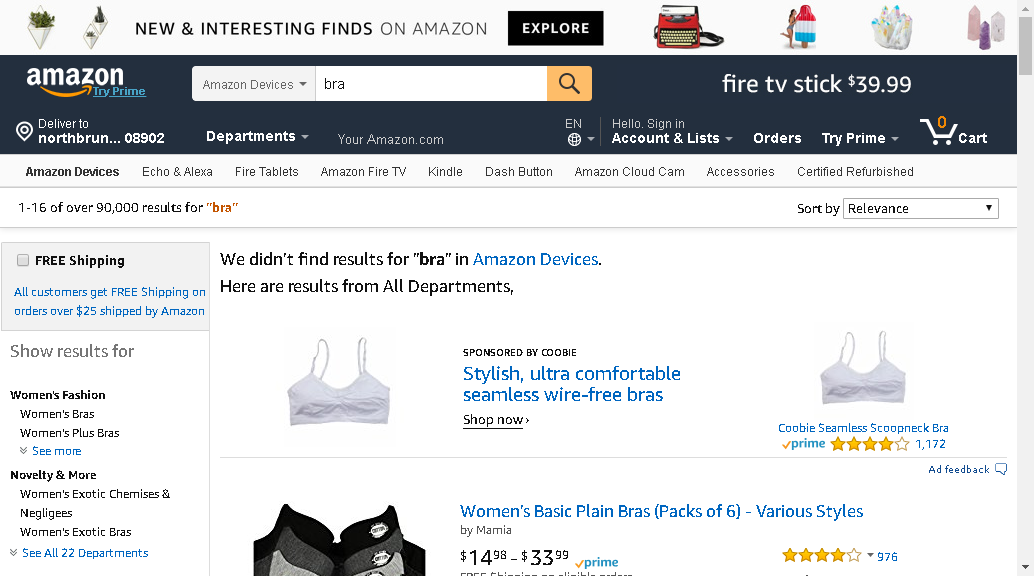 NEW & INTERESTING FINDS ON AMAZON EXPLORE
amazon
Try Prime
Amazon Devices bra
fire tv stick $39.99
Deliver to
northbrun... 08902
Departments
Your Amazon.com
EN
Hello. Sign in
Account & Lists
Orders
Try Prime
0
Cart
Amazon Devices Echo & Alexa Fire Tablets Amazon Fire TV Kindle Dash Button Amazon Cloud Cam Accessories Certified Refurbished
1-16 of over 90,000 results for "bra"
Sort by Relevance
FREE Shipping
All customers get FREE Shipping on
orders over $25 shipped by Amazon
Show results for
Women's Fashion
Women's Bras
Women's Plus Bras
See more
Novelty & More
Women's Exotic Chemises &
Negligees
Women's Exotic Bras
See All 22 Departments
We didn't find results for "bra" in Amazon Devices.
Here are results from All Departments,
SPONSORED BY COOBIE
Stylish, ultra comfortable
seamless wire-free bras
Shop now ›
Coobie Seamless Scoopneck Bra
prime 1,172
Ad feedback
Women's Basic Plain Bras (Packs of 6) - Various Styles
by Mamia
$14 98 - $33 99 prime
976
FREE Shipping on eligible orders